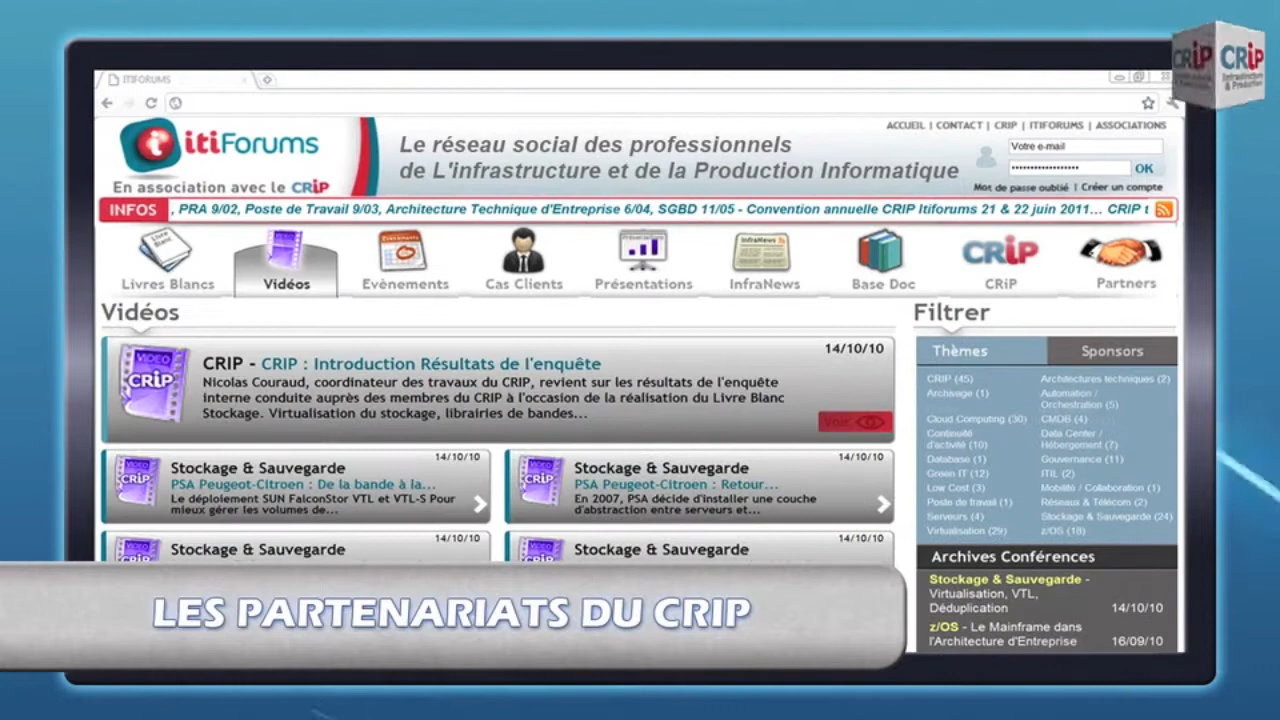 ITIFORUMS
CRiP
CRiP
Infrastructure
& Production
itiForums
En association avec le CRiP
Le réseau social des professionnels
de L'infrastructure et de la Production Informatique
ACCUEIL | CONTACT | CRIP | ITIFORUMS | ASSOCIATIONS
Votre e-mail
OK
Mot de passe oublié | Créer un compte
INFOS , PRA 9/02, Poste de Travail 9/03, Architecture Technique d'Entreprise 6/04, SGBD 11/05 - Convention annuelle CRIP Itiforums 21 & 22 juin 2011... CRIP t
Livres Blancs
Vidéos
Evènements
Cas Clients
Présentations
InfraNews
Base Doc
CRiP
CRiP
Partners
Vidéos
14/10/10
VIDEO
CRiP
CRIP - CRIP : Introduction Résultats de l'enquête
Nicolas Couraud, coordinateur des travaux du CRIP, revient sur les résultats de l'enquête
interne conduite auprès des membres du CRIP à l'occasion de la réalisation du Livre Blanc
Stockage. Virtualisation du stockage, librairies de bandes...
Voir
14/10/10
Stockage & Sauvegarde
PSA Peugeot-Citroen : De la bande à la...
Le déploiement SUN FalconStor VTL et VTL-S Pour
mieux gérer les volumes de...
14/10/10
Stockage & Sauvegarde
PSA Peugeot-Citroen : Retour...
En 2007, PSA décide d'installer une couche
d'abstraction entre serveurs et...
14/10/10
Stockage & Sauvegarde
14/10/10
Stockage & Sauvegarde
Filtrer
Thèmes
Sponsors
CRIP (45)
Archivage (1)
Cloud Computing (30)
Continuité
d'activité (10)
Database (1)
Green IT (12)
Low Cost (3)
Poste de travail (1)
Serveurs (4)
Virtualisation (29)
Architectures techniques (2)
Automation /
Orchestration (5)
CMDB (4)
Data Center /
Hébergement (7)
Gouvernance (11)
ITIL (2)
Mobilité / Collaboration (1)
Réseaux & Télécom (2)
Stockage & Sauvegarde (24)
z/OS (18)
Archives Conférences
Stockage & Sauvegarde -
Virtualisation, VTL,
Déduplication 14/10/10
z/OS - Le Mainframe dans
l'Architecture d'Entreprise 16/09/10
LES PARTENARIATS DU CRIP